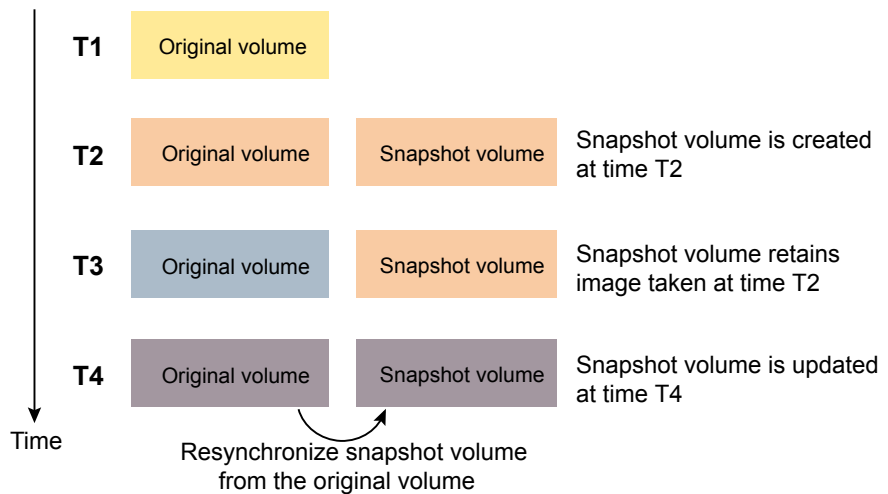 T1
Original volume
T2
Original volume
Snapshot volume
Snapshot volume is created
at time T2
T3
Original volume
Snapshot volume
Snapshot volume retains
image taken at time T2
T4
Original volume
Snapshot volume
Snapshot volume is updated
at time T4
Time
Resynchronize snapshot volume
from the original volume